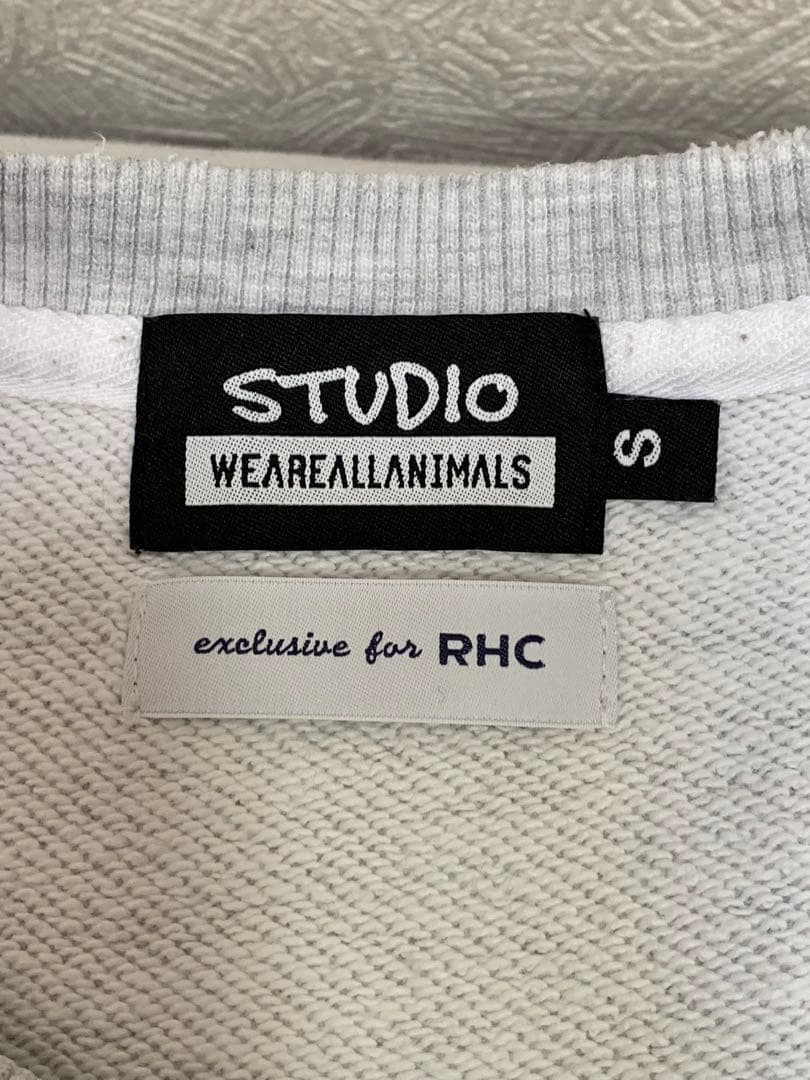 STUDIO
WEAREALLANIMALS
S
exclusive for RHC